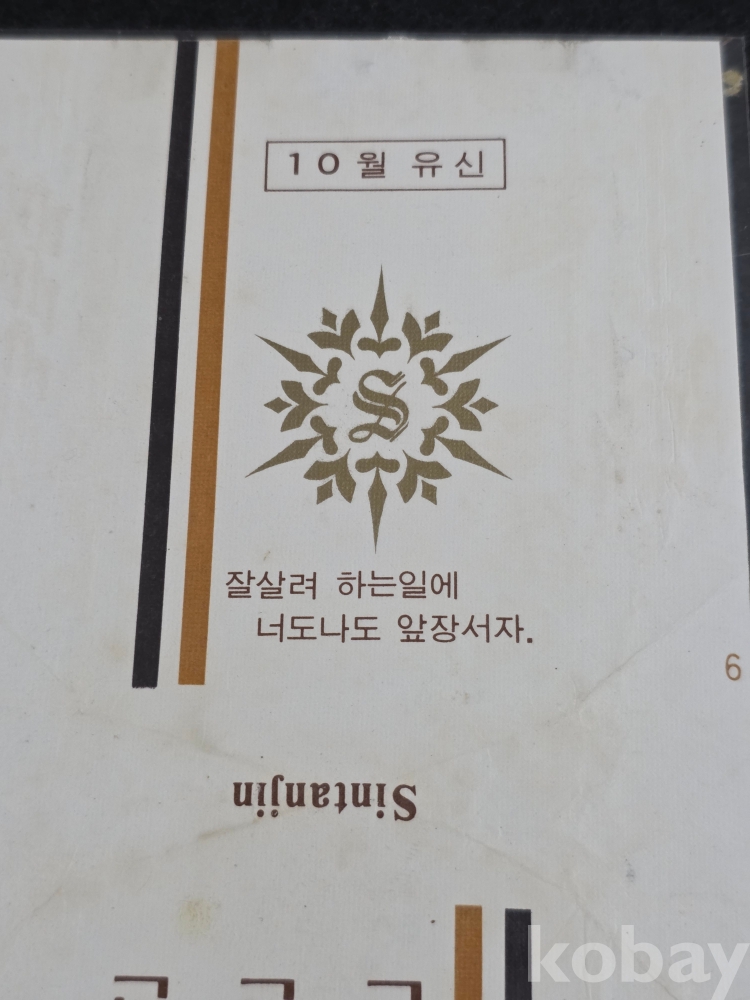 10월 유신
S
잘살려 하는일에
너도나도 앞장서자.
6
Sintanjin
kobay